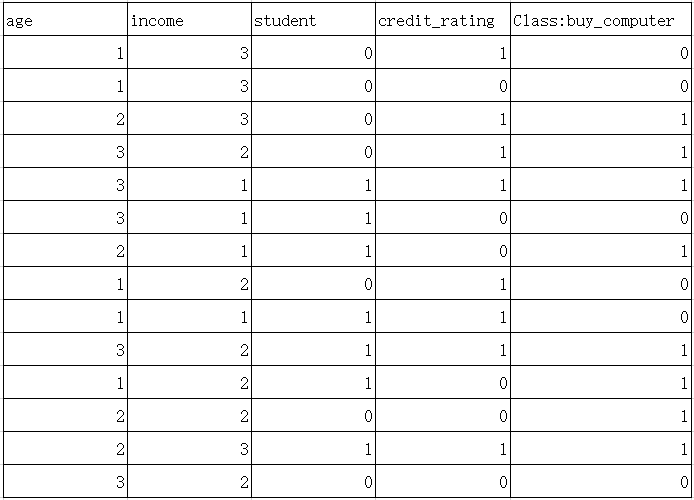 age income student credit_rating Class:buy_computer
1 3 0 1 0
1 3 0 0 0
2 3 0 1 1
3 2 0 1 1
3 1 1 1 1
3 1 1 0 0
2 1 1 0 1
1 2 0 1 0
1 1 1 1 0
3 2 1 1 1
1 2 1 0 1
2 2 0 0 1
2 3 1 1 1
3 2 0 0 0